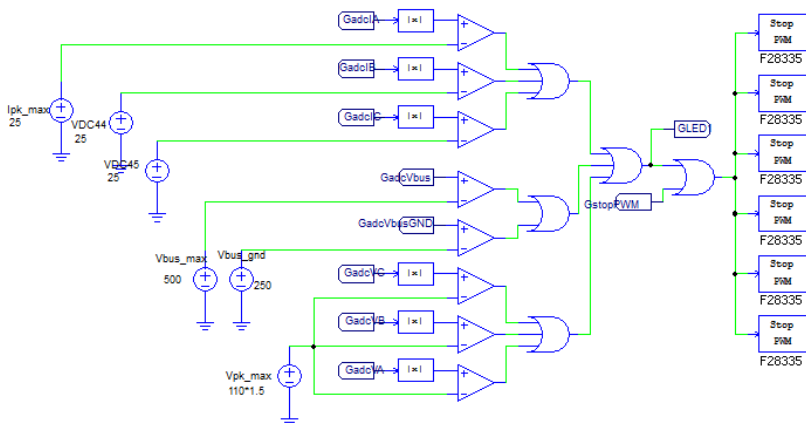 GadcIA
|x|
Stop
PWM
F28335
GadcIB
|x|
Ipk_max
25
VDC44
25
GadcIC
|x|
Stop
PWM
F28335
VDC45
25
GLED1
Stop
PWM
F28335
GadcVbus
GstopPWM
Stop
PWM
F28335
GadcVbusGND
Vbus_max
500
Vbus_gnd
250
GadcVC
|x|
Stop
PWM
F28335
GadcVB
|x|
Stop
PWM
F28335
Vpk_max
110*1.5
GadcVA
|x|